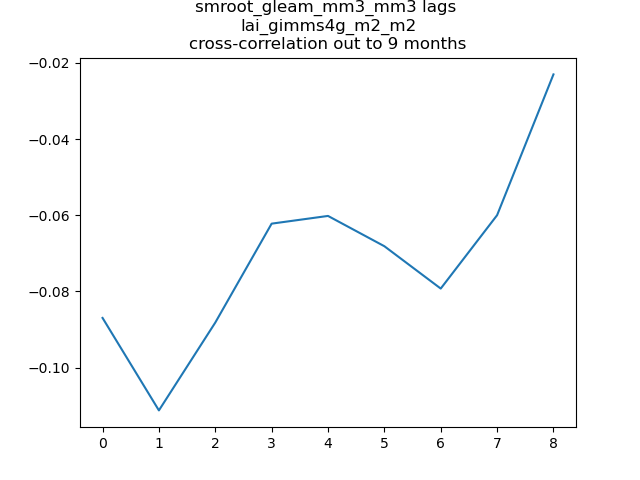 smroot_gleam_mm3_mm3 lags
lai_gimms4g_m2_m2
cross-correlation out to 9 months
−0.02
−0.04
−0.06
−0.08
−0.10
0 1 2 3 4 5 6 7 8